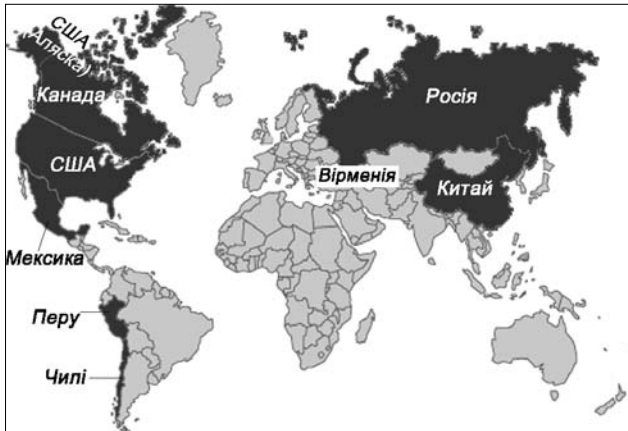 США
(Аляска)
Канада
Росія
США
Вірменія
Китай
Мексика
Перу
Чилі